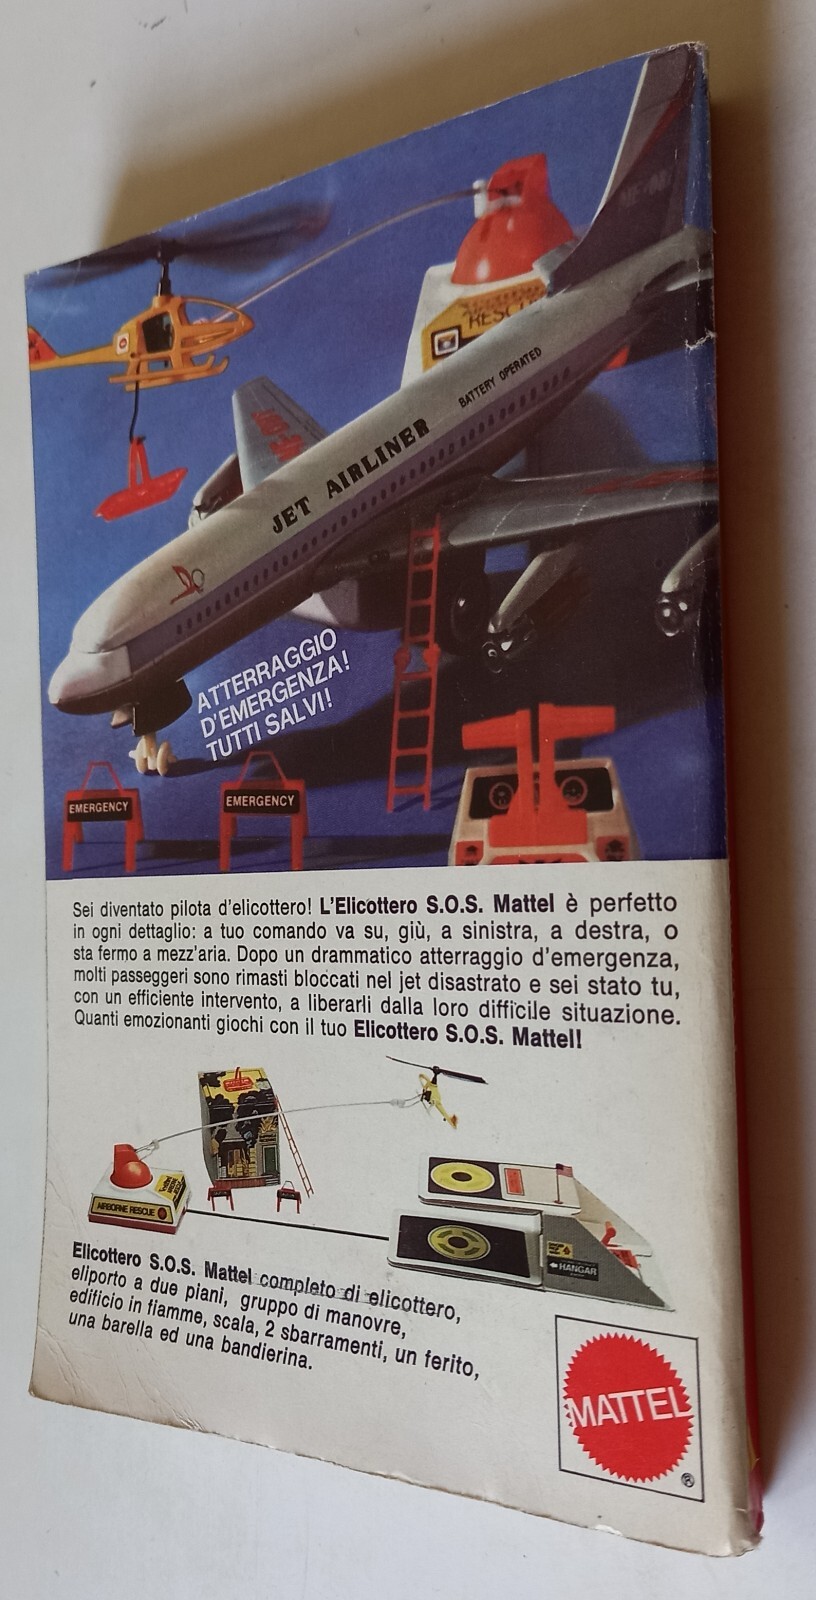 RESCUE
BATTERY OPERATED
JET AIRLINER
ATTERRAGGIO
D'EMERGENZA!
TUTTI SALVI!
EMERGENCY
EMERGENCY
Sei diventato pilota d'elicottero! L'Elicottero S.O.S. Mattel è perfetto
in ogni dettaglio: a tuo comando va su, giù, a sinistra, a destra, o
sta fermo a mezz'aria. Dopo un drammatico atterraggio d'emergenza,
molti passeggeri sono rimasti bloccati nel jet disastrato e sei stato tu,
con un efficiente intervento, a liberarli dalla loro difficile situazione.
Quanti emozionanti giochi con il tuo Elicottero S.O.S. Mattel!
AIRBORNE RESCUE
HANGAR
Elicottero S.O.S. Mattel completo di elicottero,
eliporto a due piani, gruppo di manovre,
edificio in fiamme, scala, 2 sbarramenti, un ferito,
una barella ed una bandierina.
MATTEL
®